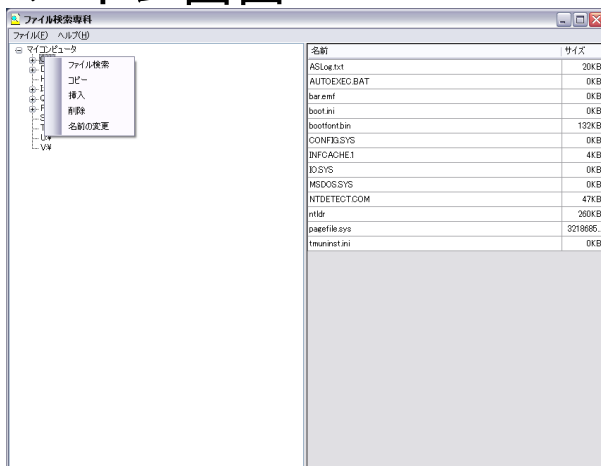 ファイル検索専科
ファイル(F) ヘルプ(H)
マイコンピュータ
ファイル検索
コピー
挿入
削除
名前の変更
U:¥
V:¥
名前 サイズ
ASLog.txt 20KB
AUTOEXEC.BAT 0KB
bar.emf 0KB
boot.ini 0KB
bootfont.bin 132KB
CONFIG.SYS 0KB
INFCACHE.1 4KB
IO.SYS 0KB
MSDOS.SYS 0KB
NTDETECT.COM 47KB
ntldr 260KB
pagefile.sys 3218685...
tmuninst.ini 0KB